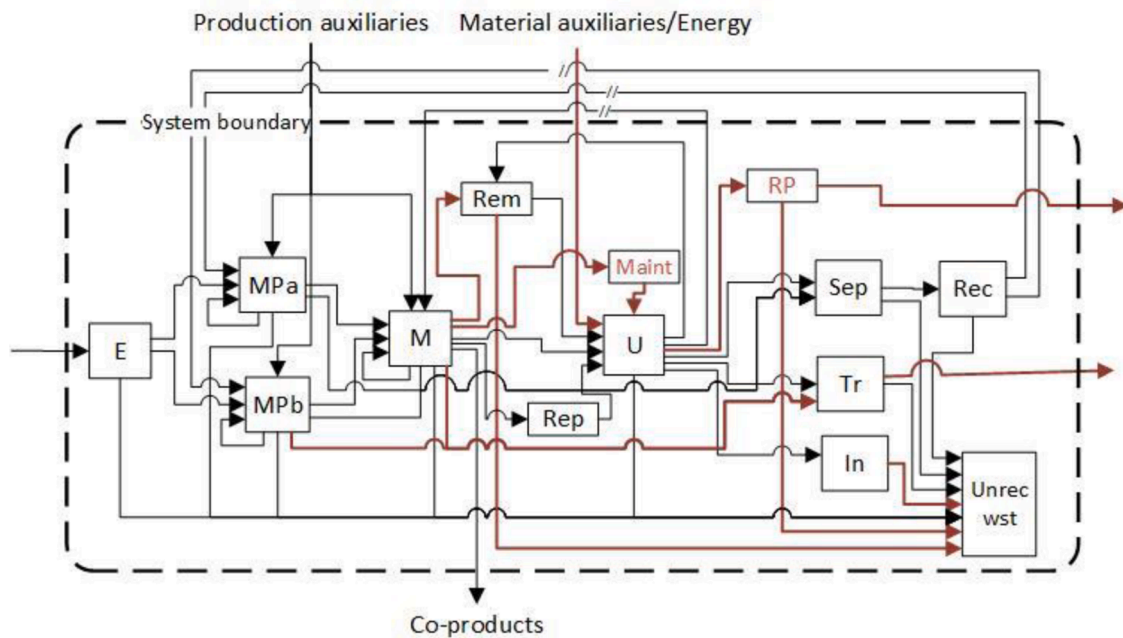 Production auxiliaries
Material auxiliaries/Energy
System boundary
Rem
RP
Maint
MPa
Sep
Rec
M
U
E
MPb
Tr
Rep
In
Unrec
wst
Co-products